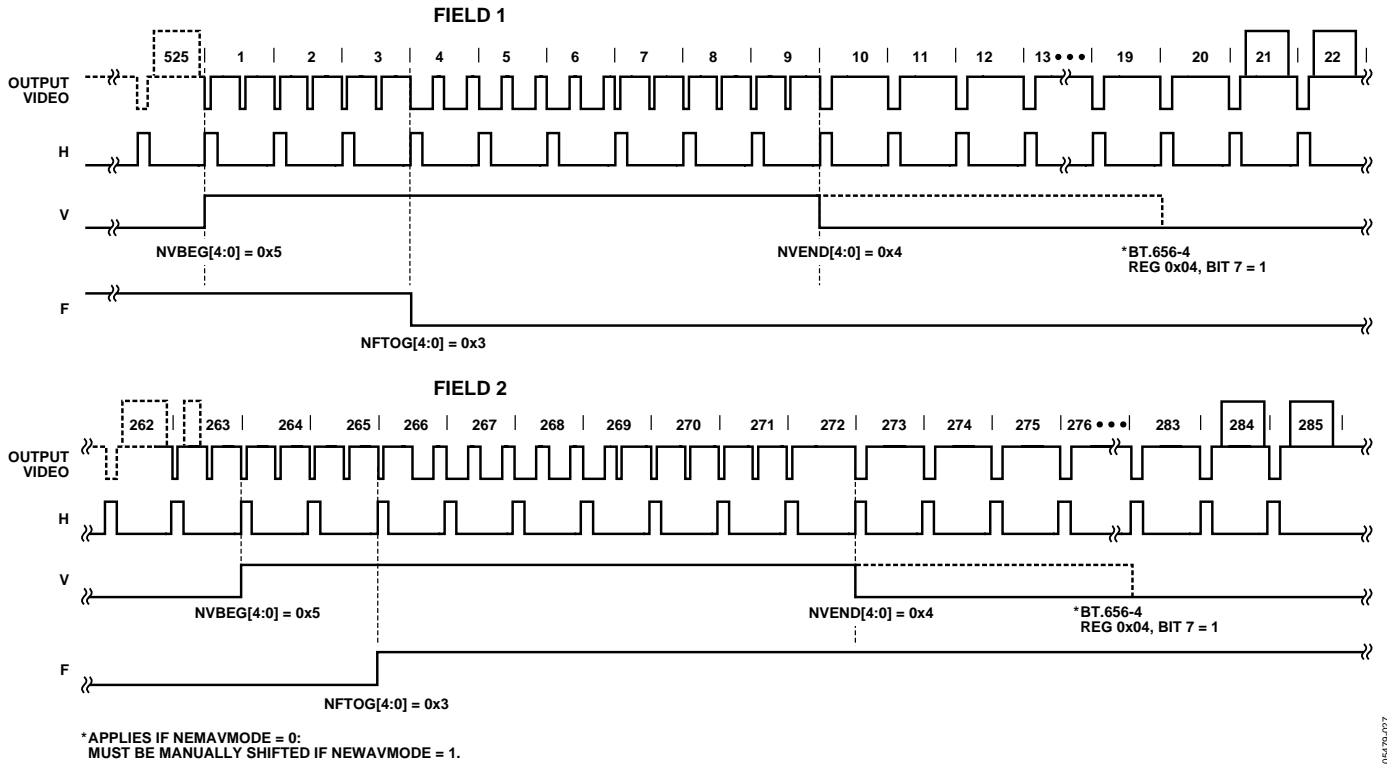 FIELD 1
525 | 1 | 2 | 3 | 4 | 5 | 6 | 7 | 8 | 9 | 10 | 11 | 12 | 13 ••• | 19 | 20 | 21 | 22 |
OUTPUT
VIDEO
H
V
NVBEG[4:0] = 0x5
NVEND[4:0] = 0x4
*BT.656-4
REG 0x04, BIT 7 = 1
F
NFTOG[4:0] = 0x3
FIELD 2
262 | 263 | 264 | 265 | 266 | 267 | 268 | 269 | 270 | 271 | 272 | 273 | 274 | 275 | 276 ••• | 283 | 284 | 285 |
OUTPUT
VIDEO
H
V
NVBEG[4:0] = 0x5
NVEND[4:0] = 0x4
*BT.656-4
REG 0x04, BIT 7 = 1
F
NFTOG[4:0] = 0x3
*APPLIES IF NEMAVMODE = 0:
MUST BE MANUALLY SHIFTED IF NEWAVMODE = 1.
05479-027